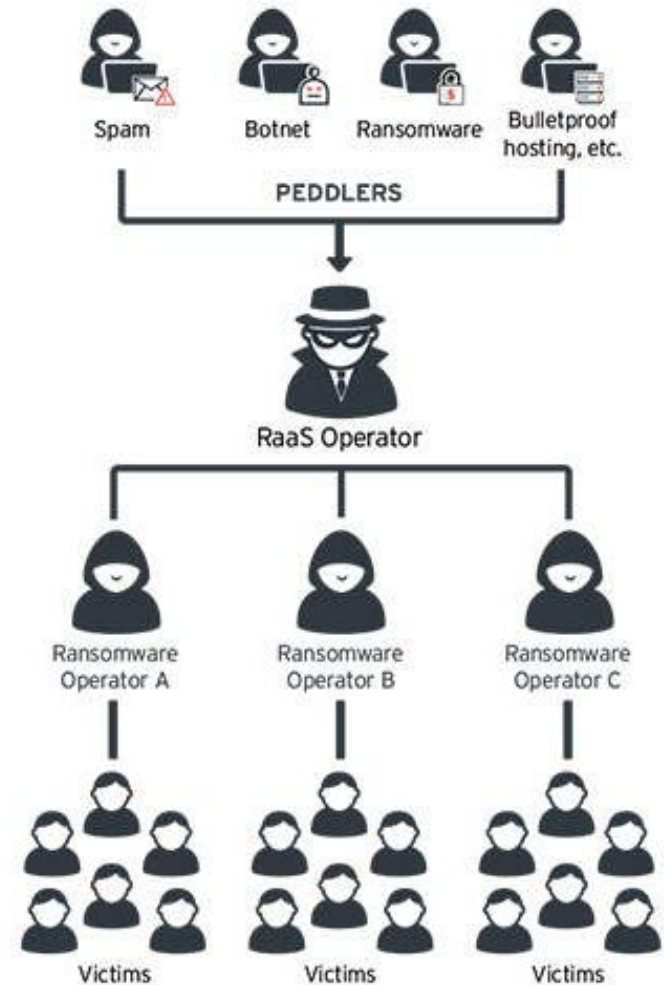 $
Spam
Botnet
Ransomware
Bulletproof
hosting, etc.
PEDDLERS
RaaS Operator
Ransomware
Operator A
Ransomware
Operator B
Ransomware
Operator C
Victims
Victims
Victims